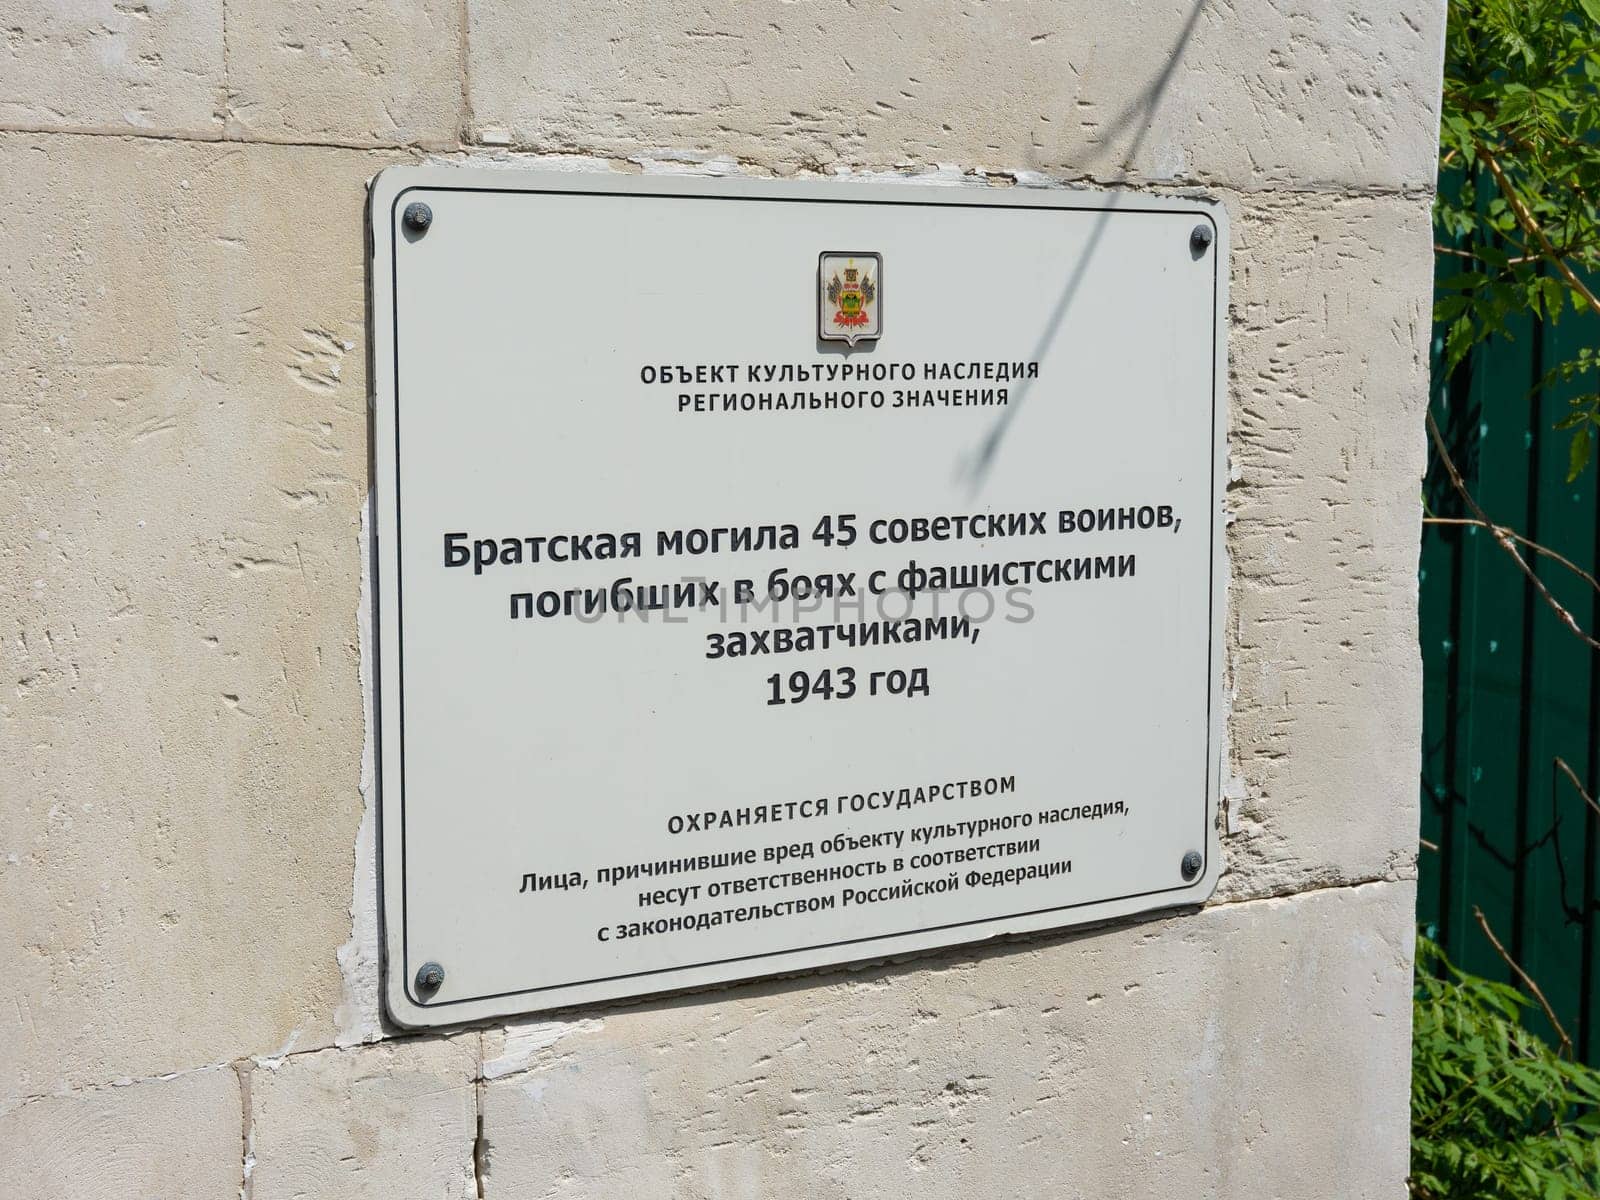 ОБЪЕКТ КУЛЬТУРНОГО НАСЛЕДИЯ
РЕГИОНАЛЬНОГО ЗНАЧЕНИЯ
Братская могила 45 советских воинов,
погибших в боях с фашистскими
захватчиками,
1943 год
UNLIMPHOTOS
ОХРАНЯЕТСЯ ГОСУДАРСТВОМ
Лица, причинившие вред объекту культурного наследия,
несут ответственность в соответствии
с законодательством Российской Федерации